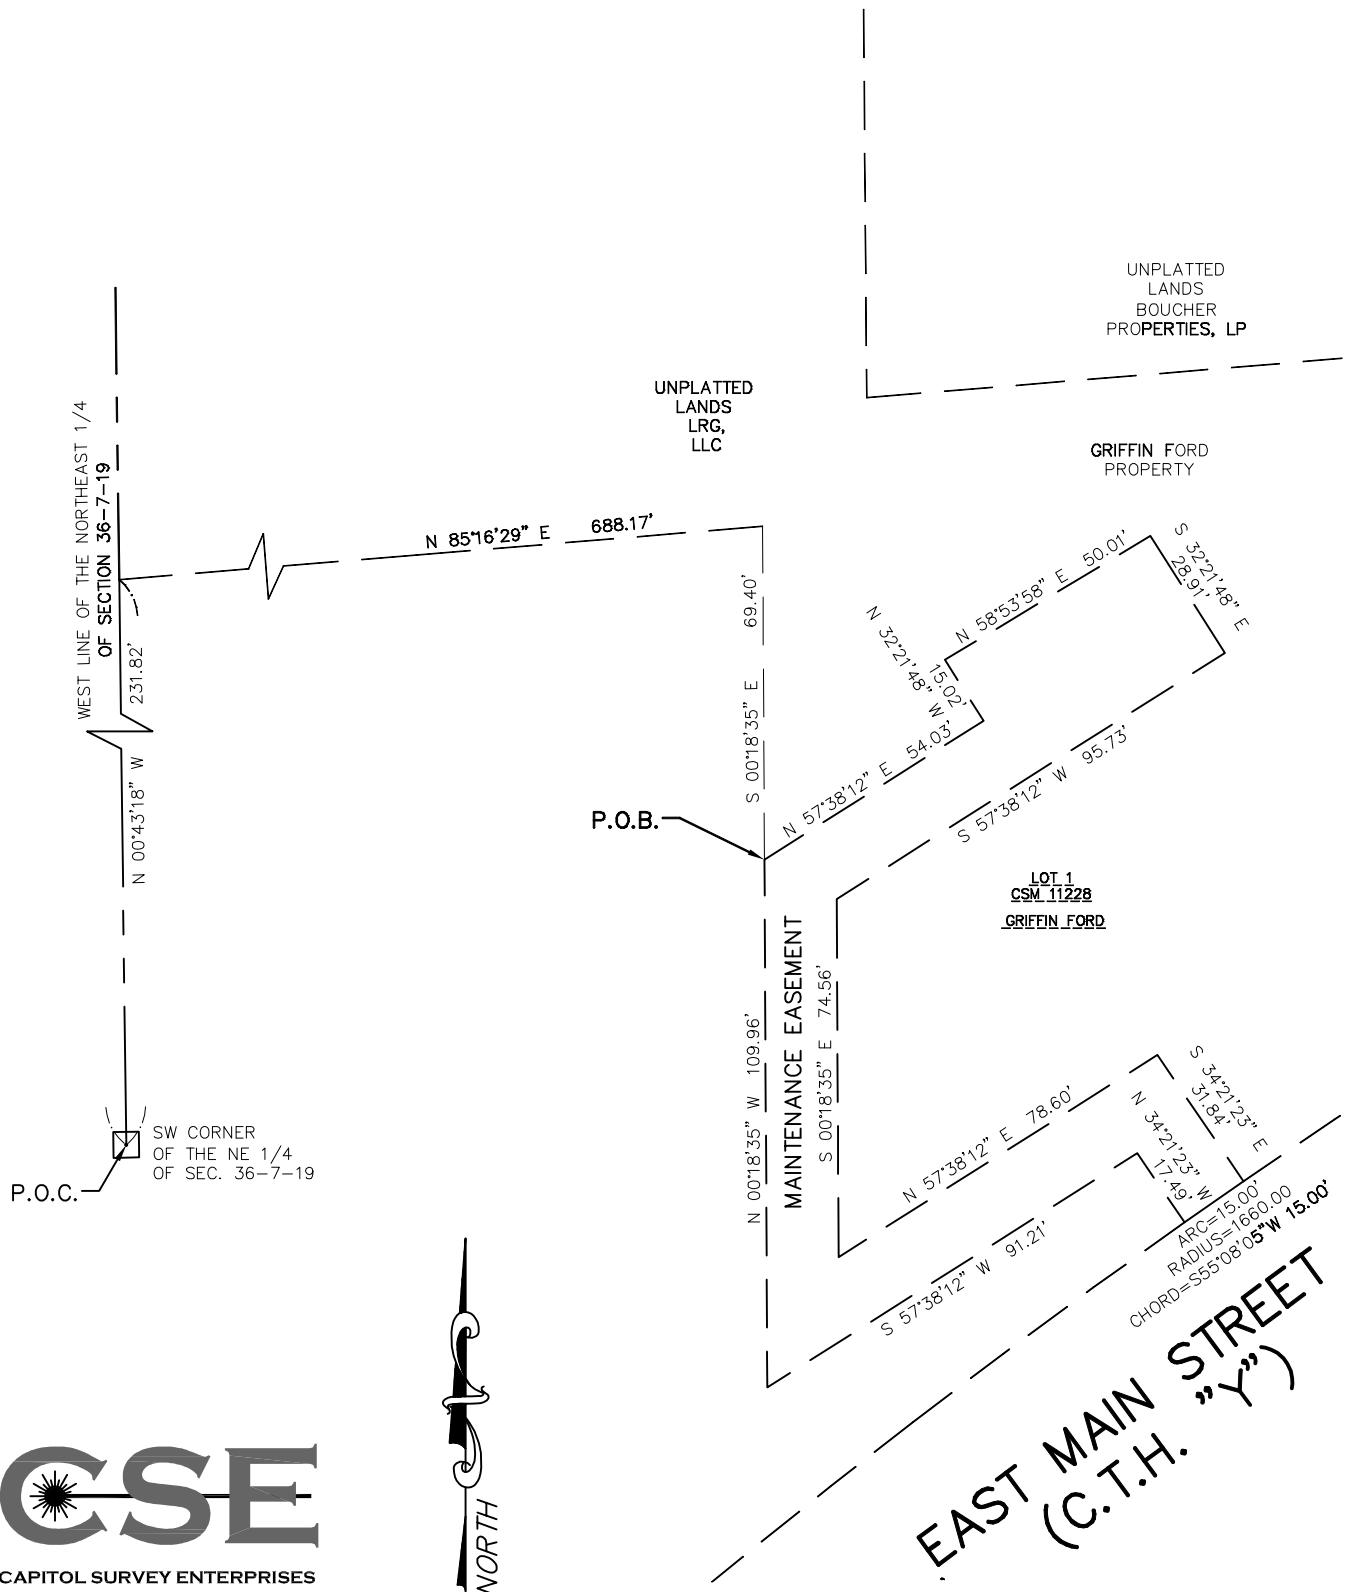 UNPLATTED
LANDS
BOUCHER
PROPERTIES, LP
UNPLATTED
LANDS
LRG,
LLC
GRIFFIN FORD
PROPERTY
WEST LINE OF THE NORTHEAST 1/4
OF SECTION 36-7-19
N 85°16'29" E 688.17'
231.82'
N 00°43'18" W
69.40'
S 00°18'35" E
N 58°53'58" E 50.01'
S 32°21'48" E
28.91'
N 32°21'48" W
15.02'
N 57°38'12" E 54.03'
S 57°38'12" W 95.73'
P.O.B.
LOT 1
CSM 11228
GRIFFIN FORD
MAINTENANCE EASEMENT
S 00°18'35" E 74.56'
N 00°18'35" W 109.96'
SW CORNER
OF THE NE 1/4
OF SEC. 36-7-19
P.O.C.
N 57°38'12" E 78.60'
S 34°21'23" E
31.84'
N 34°21'23" W
17.49'
S 57°38'12" W 91.21'
ARC=15.00'
RADIUS=1660.00
CHORD=S55°08'05"W 15.00'
EAST MAIN STREET
(C.T.H. "Y")
NORTH
CSE
CAPITOL SURVEY ENTERPRISES